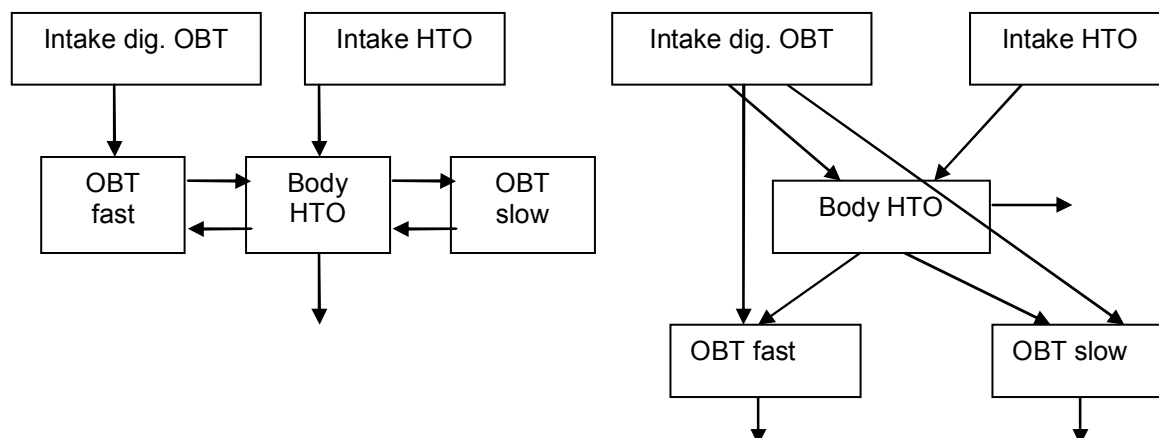 Intake dig. OBT
Intake HTO
OBT
fast
Body
HTO
OBT
slow
Intake dig. OBT
Intake HTO
Body HTO
OBT fast
OBT slow